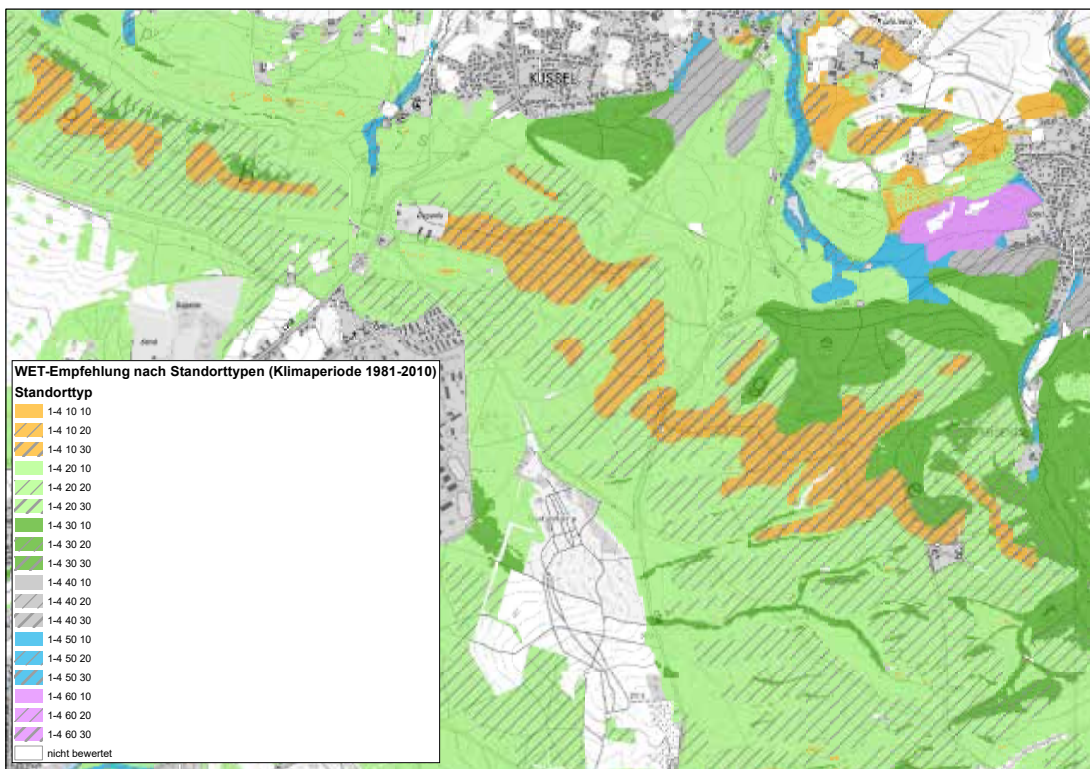 KÜSSEL
WET-Empfehlung nach Standorttypen (Klimaperiode 1981-2010)
Standorttyp
1-4 10 10
1-4 10 20
1-4 10 30
1-4 20 10
1-4 20 20
1-4 20 30
1-4 30 10
1-4 30 20
1-4 30 30
1-4 40 10
1-4 40 20
1-4 40 30
1-4 50 10
1-4 50 20
1-4 50 30
1-4 60 10
1-4 60 20
1-4 60 30
nicht bewertet